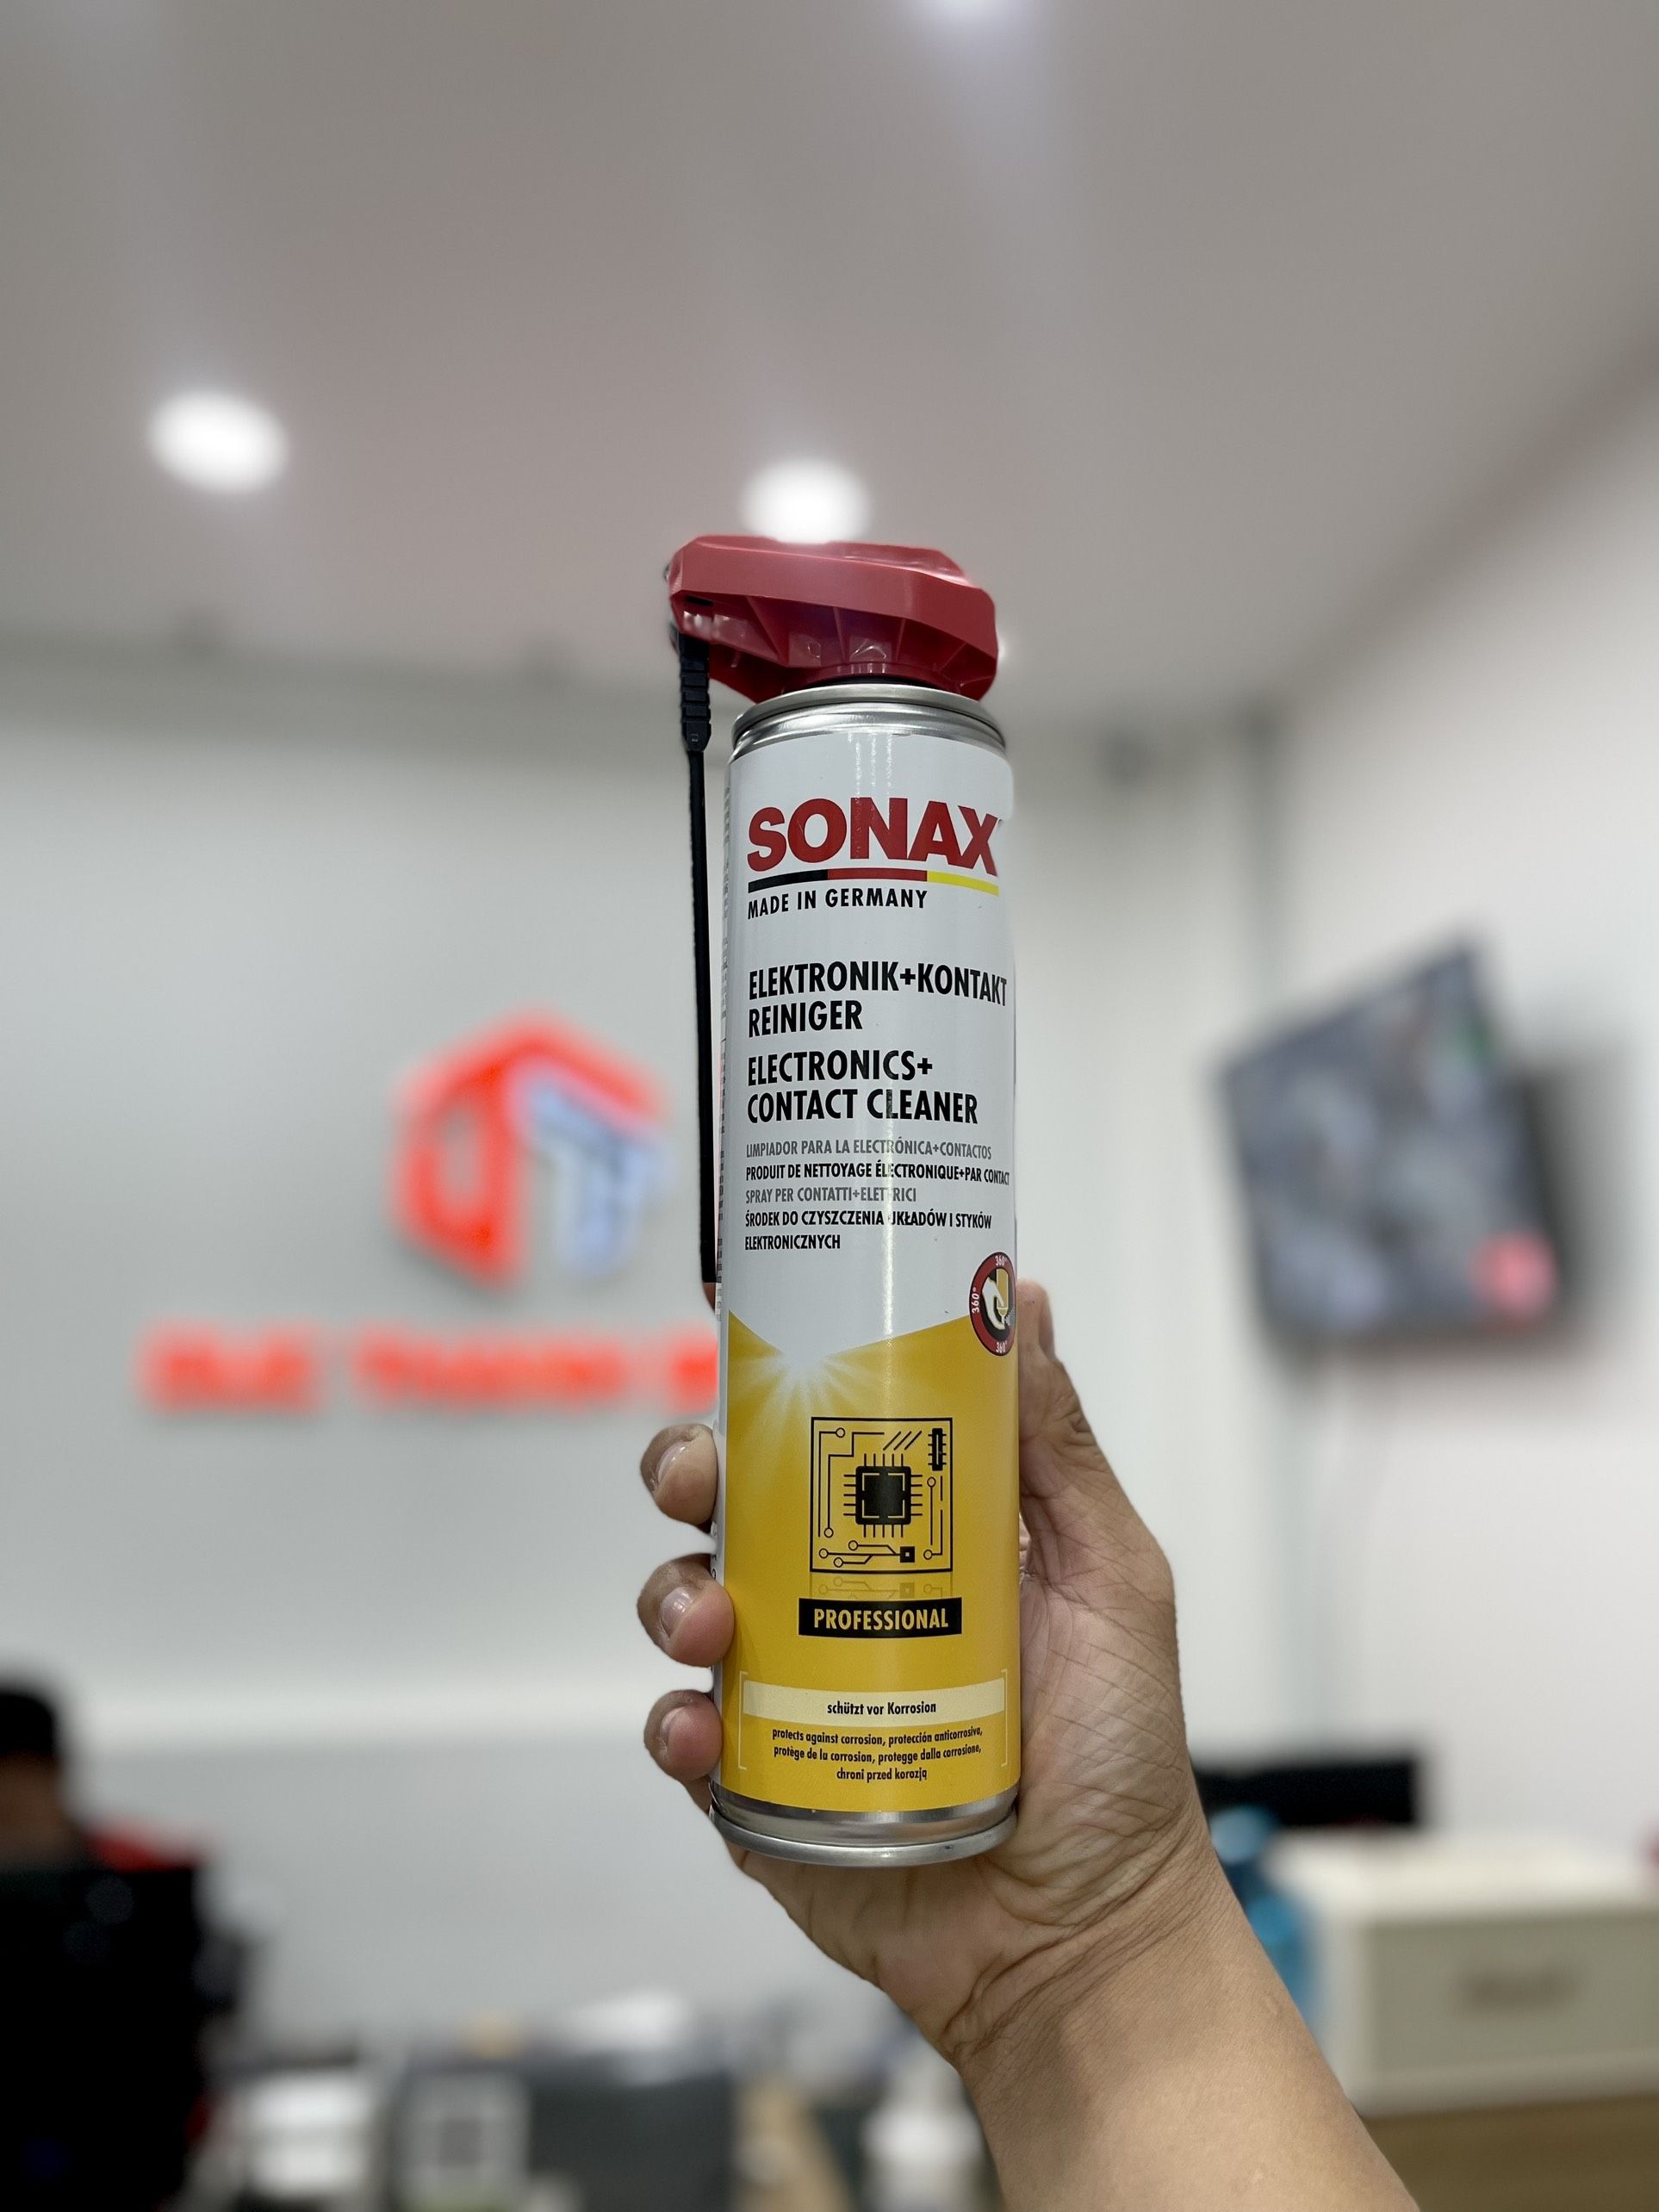 SONAX
MADE IN GERMANY
ELEKTRONIK+KONTAKT
REINIGER
ELECTRONICS+
CONTACT CLEANER
LIMPIADOR PARA LA ELECTRÓNICA+CONTACTOS
PRODUIT DE NETTOYAGE ÉLECTRONIQUE+PAR CONTACT
SPRAY PER CONTATTI+ELETTRICI
ŚRODEK DO CZYSZCZENIA UKŁADÓW I STYKÓW
ELEKTRONICZNYCH
360°
360°
360°
PROFESSIONAL
schützt vor Korrosion
protects against corrosion, protección anticorrosiva,
protège de la corrosion, protegge dalla corrosione,
chroni przed korozją